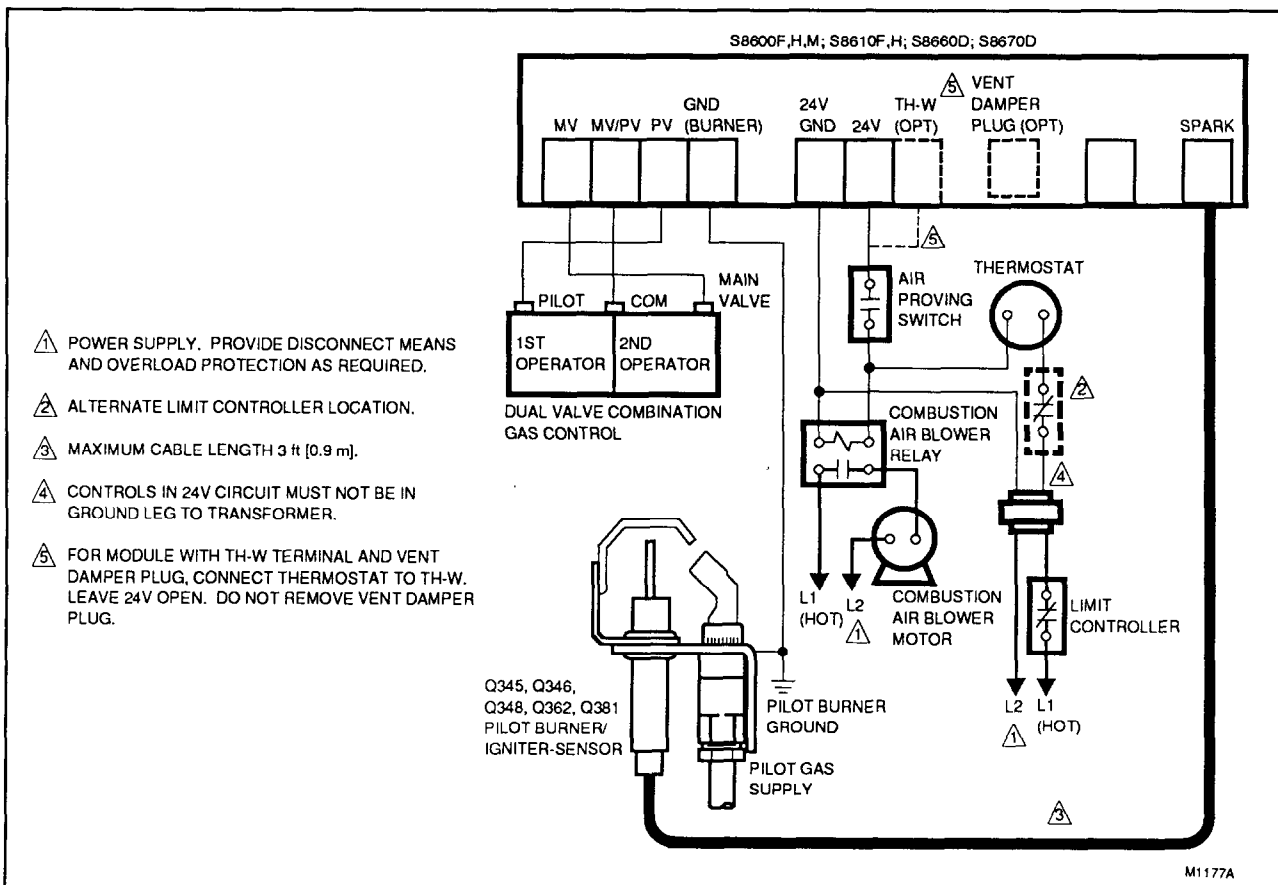 S8600F,H,M; S8610F,H; S8660D; S8670D
MV
MV/PV
PV
GND
(BURNER)
24V
GND
24V
TH-W
(OPT)
5
VENT
DAMPER
PLUG (OPT)
SPARK
5
PILOT
COM
MAIN
VALVE
1ST
OPERATOR
2ND
OPERATOR
DUAL VALVE COMBINATION
GAS CONTROL
AIR
PROVING
SWITCH
THERMOSTAT
2
COMBUSTION
AIR BLOWER
RELAY
4
L1
(HOT)
L2
1
COMBUSTION
AIR BLOWER
MOTOR
LIMIT
CONTROLLER
L2
1
L1
(HOT)
1 POWER SUPPLY. PROVIDE DISCONNECT MEANS
AND OVERLOAD PROTECTION AS REQUIRED.
2 ALTERNATE LIMIT CONTROLLER LOCATION.
3 MAXIMUM CABLE LENGTH 3 ft [0.9 m].
4 CONTROLS IN 24V CIRCUIT MUST NOT BE IN
GROUND LEG TO TRANSFORMER.
5 FOR MODULE WITH TH-W TERMINAL AND VENT
DAMPER PLUG, CONNECT THERMOSTAT TO TH-W.
LEAVE 24V OPEN. DO NOT REMOVE VENT DAMPER
PLUG.
Q345, Q346,
Q348, Q362, Q381
PILOT BURNER/
IGNITER-SENSOR
PILOT BURNER
GROUND
PILOT GAS
SUPPLY
3
M1177A